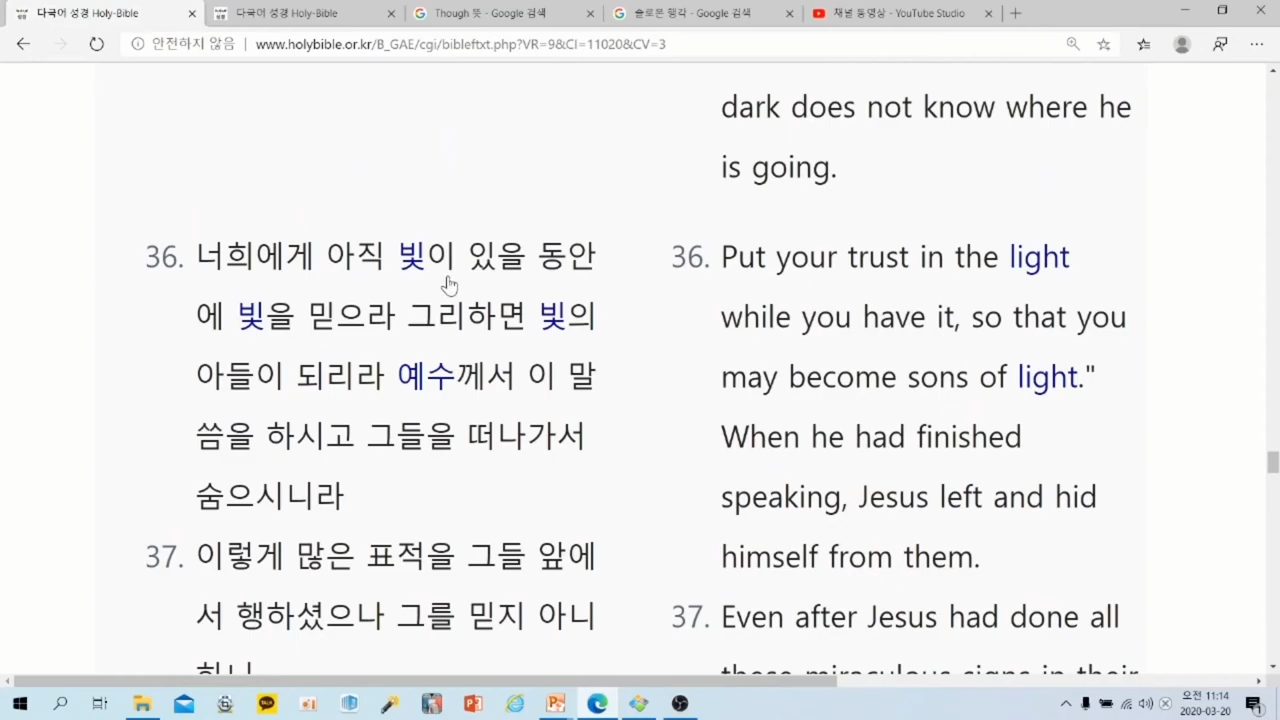 다국어 성경 Holy-Bible
다국어 성경 Holy-Bible
Though 뜻 - Google 검색
솔로몬 행각 - Google 검색
채널 동영상 - YouTube Studio
안전하지 않음
www.holybible.or.kr/B_GAE/cgi/bibleftxt.php?VR=9&CI=11020&CV=3
dark does not know where he
is going.
36. 너희에게 아직 빛이 있을 동안
에 빛을 믿으라 그리하면 빛의
아들이 되리라 예수께서 이 말
씀을 하시고 그들을 떠나가서
숨으시니라
37. 이렇게 많은 표적을 그들 앞에
서 행하셨으나 그를 믿지 아니
36. Put your trust in the light
while you have it, so that you
may become sons of light."
When he had finished
speaking, Jesus left and hid
himself from them.
37. Even after Jesus had done all
these miraculous signs in their
오전 11:14
2020-03-20